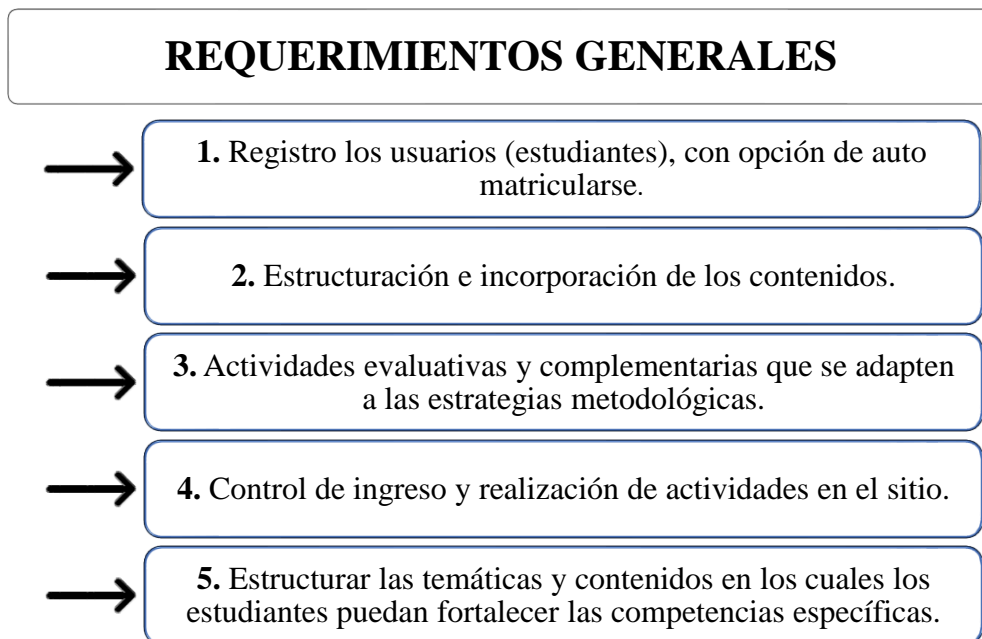 REQUERIMIENTOS GENERALES
1. Registro los usuarios (estudiantes), con opción de auto
matricularse.
2. Estructuración e incorporación de los contenidos.
3. Actividades evaluativas y complementarias que se adapten
a las estrategias metodológicas.
4. Control de ingreso y realización de actividades en el sitio.
5. Estructurar las temáticas y contenidos en los cuales los
estudiantes puedan fortalecer las competencias específicas.